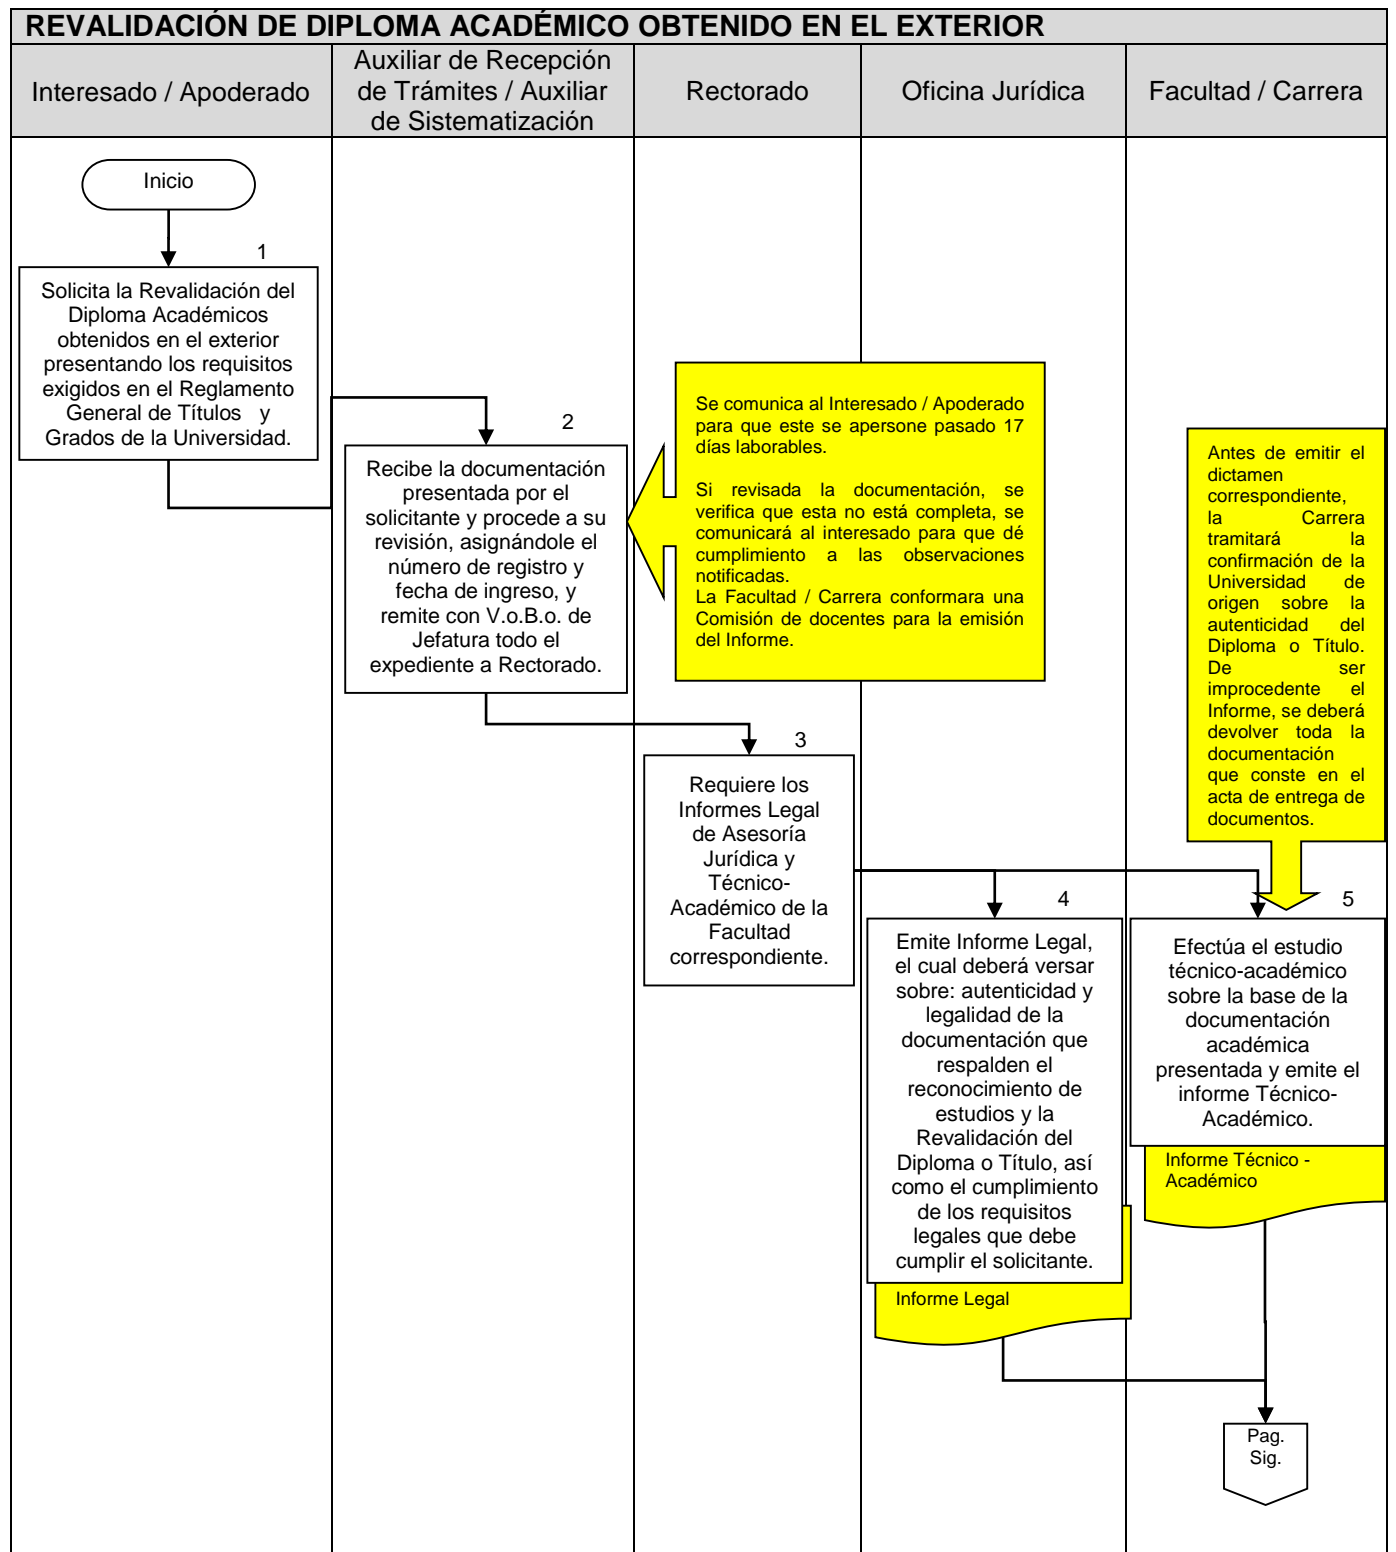 REVALIDACIÓN DE DIPLOMA ACADÉMICO OBTENIDO EN EL EXTERIOR
Interesado / Apoderado
Auxiliar de Recepción
de Trámites / Auxiliar
de Sistematización
Rectorado
Oficina Jurídica
Facultad / Carrera
Inicio
1
Solicita la Revalidación del
Diploma Académicos
obtenidos en el exterior
presentando los requisitos
exigidos en el Reglamento
General de Títulos y
Grados de la Universidad.
2
Recibe la documentación
presentada por el
solicitante y procede a su
revisión, asignándole el
número de registro y
fecha de ingreso, y
remite con V.o.B.o. de
Jefatura todo el
expediente a Rectorado.
Se comunica al Interesado / Apoderado
para que este se apersone pasado 17
días laborables.
Si revisada la documentación, se
verifica que esta no está completa, se
comunicará al interesado para que dé
cumplimiento a las observaciones
notificadas.
La Facultad / Carrera conformara una
Comisión de docentes para la emisión
del Informe.
Antes de emitir el
dictamen
correspondiente,
la Carrera
tramitará la
confirmación de la
Universidad de
origen sobre la
autenticidad del
Diploma o Título.
De ser
improcedente el
Informe, se deberá
devolver toda la
documentación
que conste en el
acta de entrega de
documentos.
3
Requiere los
Informes Legal
de Asesoría
Jurídica y
Técnico-
Académico de la
Facultad
correspondiente.
4
Emite Informe Legal,
el cual deberá versar
sobre: autenticidad y
legalidad de la
documentación que
respalden el
reconocimiento de
estudios y la
Revalidación del
Diploma o Título, así
como el cumplimiento
de los requisitos
legales que debe
cumplir el solicitante.
Informe Legal
5
Efectúa el estudio
técnico-académico
sobre la base de la
documentación
académica
presentada y emite el
informe Técnico-
Académico.
Informe Técnico -
Académico
Pag.
Sig.